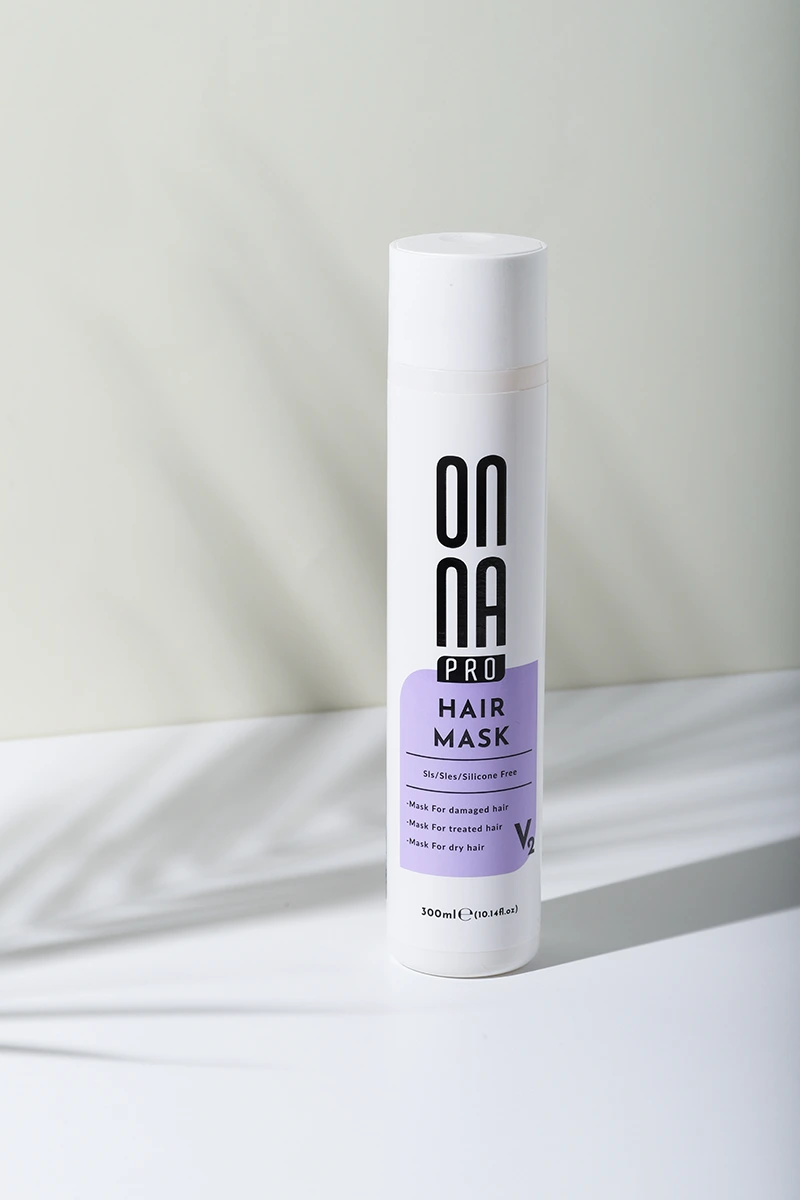 ON
NA
PRO
HAIR
MASK
Sls/Sles/Silicone Free
-Mask For damaged hair
-Mask For treated hair
-Mask For dry hair
V2
300ml℮(10.14fl.oz)